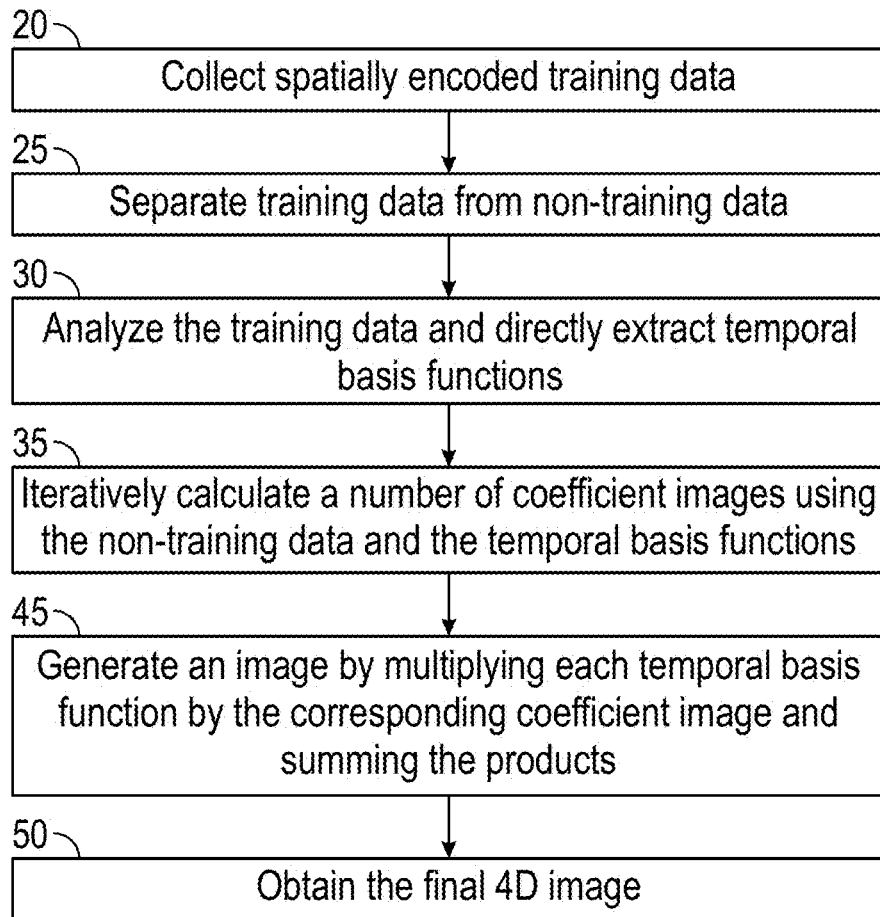 20
Collect spatially encoded training data
25
Separate training data from non-training data
30
Analyze the training data and directly extract temporal
basis functions
35
Iteratively calculate a number of coefficient images using
the non-training data and the temporal basis functions
45
Generate an image by multiplying each temporal basis
function by the corresponding coefficient image and
summing the products
50
Obtain the final 4D image